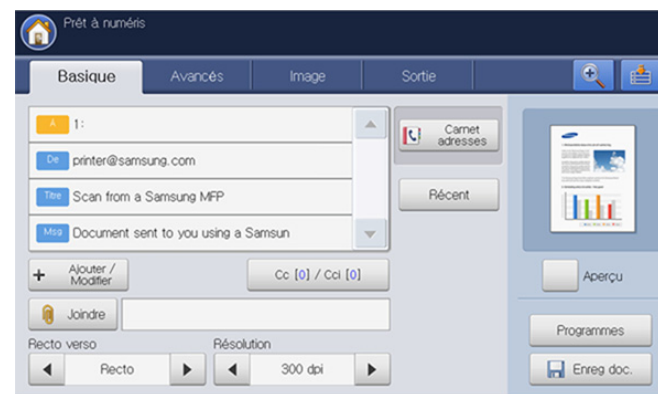 Prêt à numéris
Basique
Avancés
Image
Sortie
A 1:
De printer@samsung.com
Titre Scan from a Samsung MFP
Msg Document sent to you using a Samsun
Carnet
adresses
Récent
+ Ajouter /
Modifier
Cc [0] / Cci [0]
Joindre
Recto verso
Résolution
Recto
300 dpi
Aperçu
Programmes
Enreg doc.